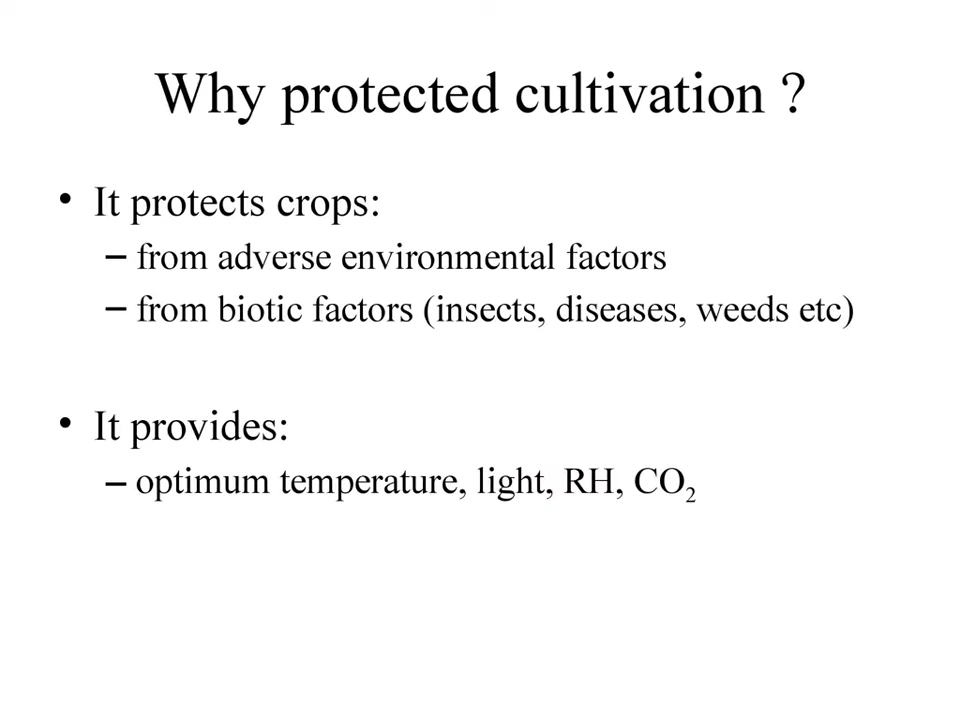 Why protected cultivation ?
• It protects crops:
– from adverse environmental factors
– from biotic factors (insects, diseases, weeds etc)
• It provides:
– optimum temperature, light, RH, CO₂